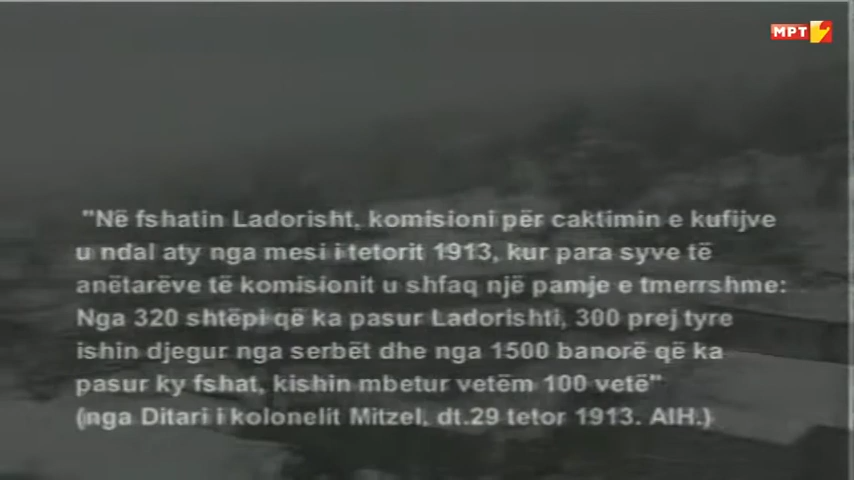 МРТ 2
"Në fshatin Ladorisht, komisioni për caktimin e kufijve
u ndal aty nga mesi i tetorit 1913, kur para syve të
anëtarëve të komisionit u shfaq një pamje e tmerrshme:
Nga 320 shtëpi që ka pasur Ladorishti, 300 prej tyre
ishin djegur nga serbët dhe nga 1500 banorë që ka
pasur ky fshat, kishin mbetur vetëm 100 vetë"
(nga Ditari i kolonelit Mitzel, dt.29 tetor 1913. AIH.)